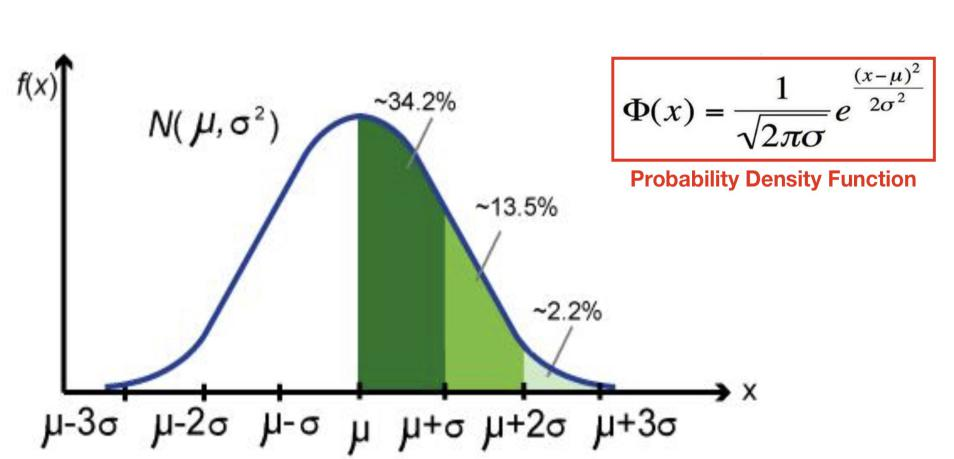 f(x)
N(μ,σ²)
~34.2%
~13.5%
~2.2%
x
μ-3σ μ-2σ μ-σ μ μ+σ μ+2σ μ+3σ
Φ(x) = 1/√(2πσ) e^((x−μ)²/2σ²)
Probability Density Function